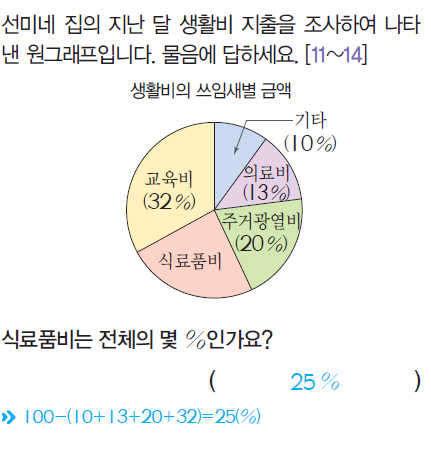 선미네 집의 지난 달 생활비 지출을 조사하여 나타
낸 원그래프입니다. 물음에 답하세요. [11~14]
생활비의 쓰임새별 금액
기타
(10%)
의료비
(13%)
교육비
(32%)
주거광열비
(20%)
식료품비
식료품비는 전체의 몇 %인가요?
( 25% )
» 100-(10+13+20+32)=25(%)